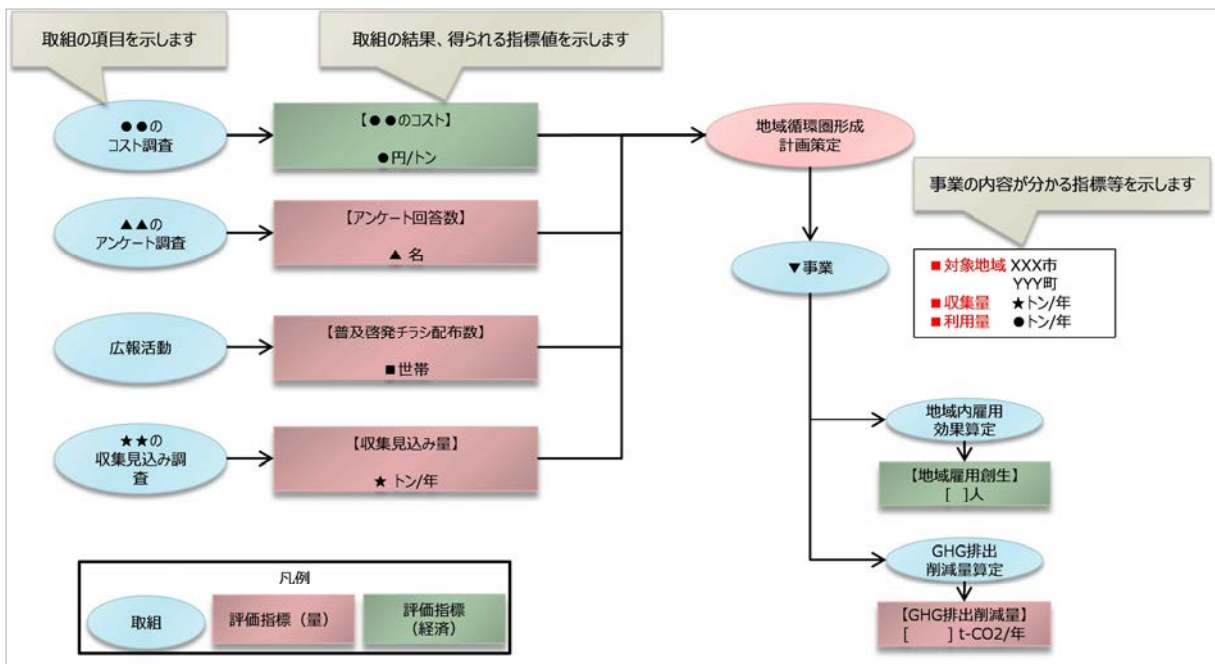 取組の項目を示します
取組の結果、得られる指標値を示します
●●の
コスト調査
【●●のコスト】
●円/トン
地域循環圏形成
計画策定
事業の内容が分かる指標等を示します
▲▲の
アンケート調査
【アンケート回答数】
▲ 名
▼事業
■対象地域 XXX市
YYY町
■収集量 ★トン/年
■利用量 ●トン/年
広報活動
【普及啓発チラシ配布数】
■世帯
★★の
収集見込み調
査
【収集見込み量】
★ トン/年
地域内雇用
効果算定
【地域雇用創生】
[ ]人
GHG排出
削減量算定
【GHG排出削減量】
[ ] t-CO2/年
凡例
取組
評価指標（量）
評価指標
（経済）